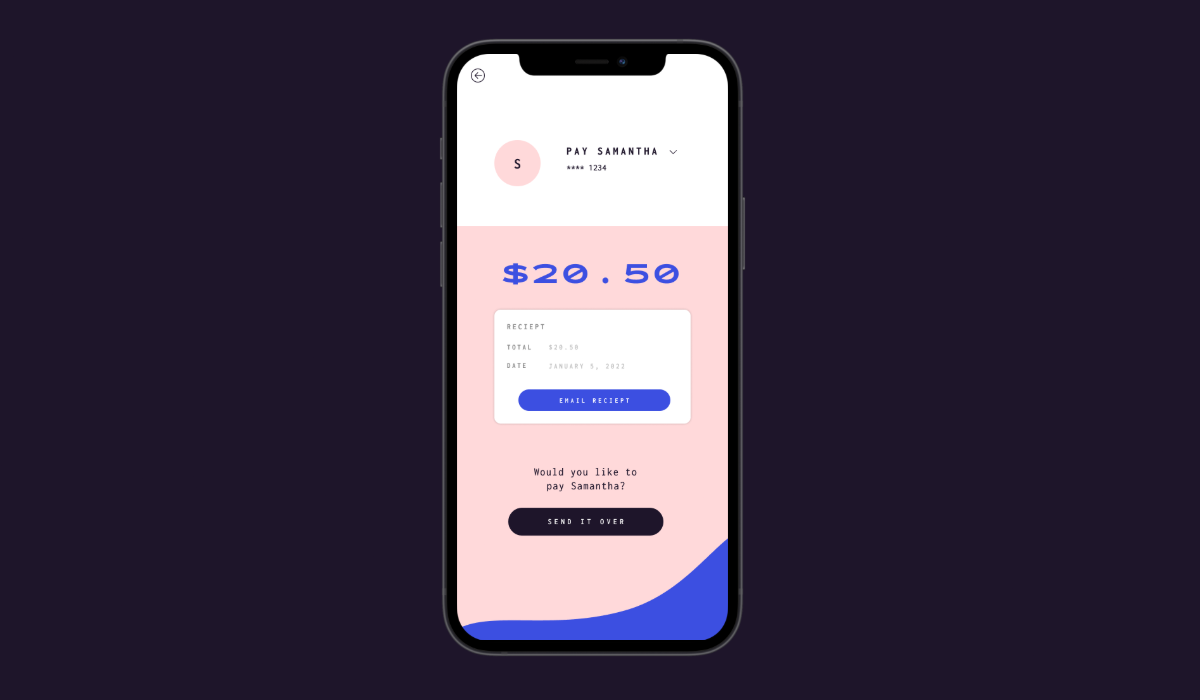 PAY SAMANTHA
S
**** 1234
$20.50
RECIEPT
TOTAL $20.50
DATE JANUARY 5, 2022
EMAIL RECIEPT
Would you like to
pay Samantha?
SEND IT OVER